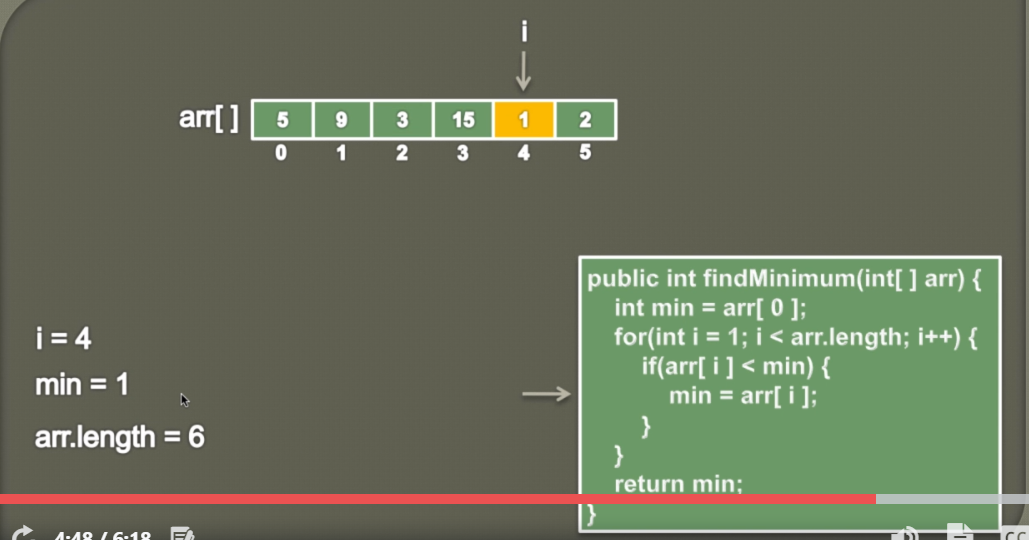 i
arr[ ] 5 9 3 15 1 2
0 1 2 3 4 5
i = 4
min = 1
arr.length = 6
public int findMinimum(int[ ] arr) {
int min = arr[ 0 ];
for(int i = 1; i < arr.length; i++) {
if(arr[ i ] < min) {
min = arr[ i ];
}
}
return min;
}
4:48 / 6:18
CC